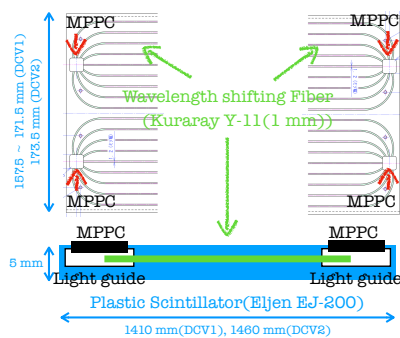 MPPC
MPPC
157.5 ~ 171.5 mm (DCV1)
173.5 mm (DCV2)
Wavelength shifting Fiber
(Kuraray Y-11(1 mm))
MPPC
MPPC
MPPC
MPPC
5 mm
Light guide
Light guide
Plastic Scintillator(Eljen EJ-200)
1410 mm(DCV1), 1460 mm(DCV2)